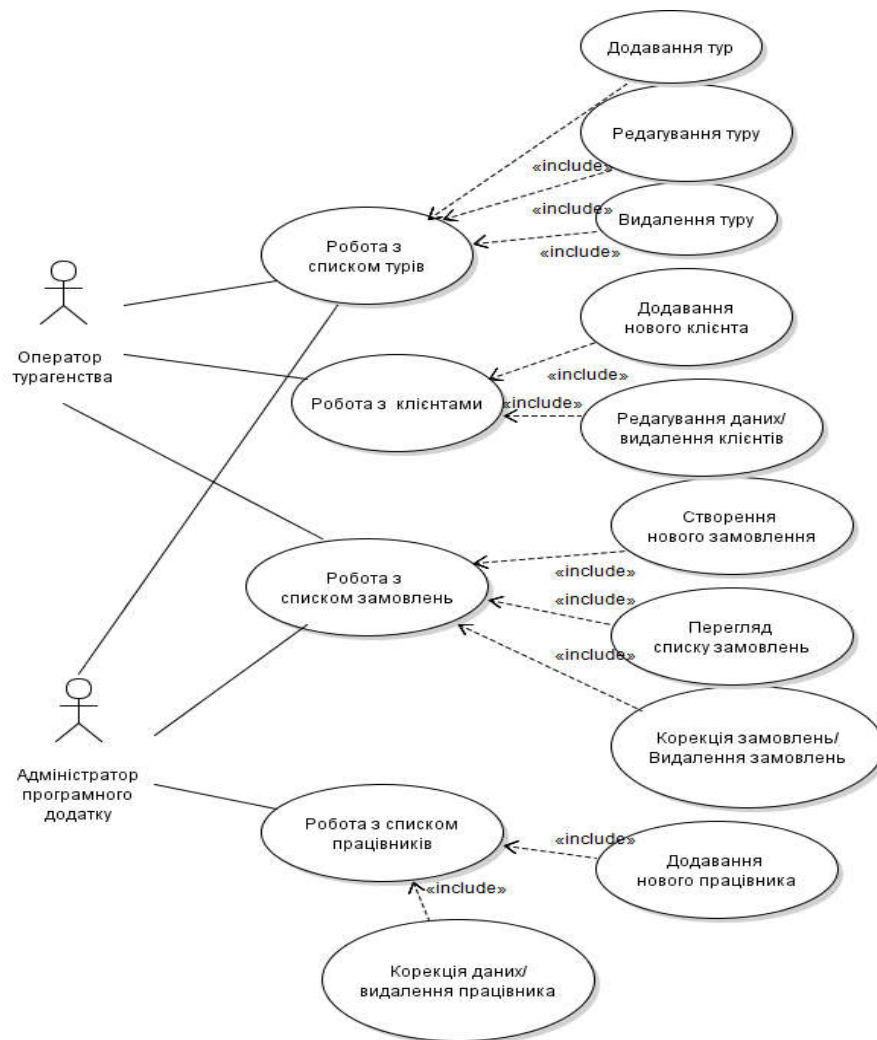 Додавання тур
Редагування туру
«include»
«include»
Видалення туру
«include»
Робота з
списком турів
Оператор
турагенства
Додавання
нового клієнта
«include»
Робота з клієнтами
«include»
Редагування даних/
видалення клієнтів
Створення
нового замовлення
«include»
Робота з
списком замовлень
«include»
Перегляд
списку замовлень
«include»
Корекція замовлень/
Видалення замовлень
Адміністратор
програмного
додатку
Робота з списком
працівників
«include»
Додавання
нового працівника
«include»
Корекція даних/
видалення працівника